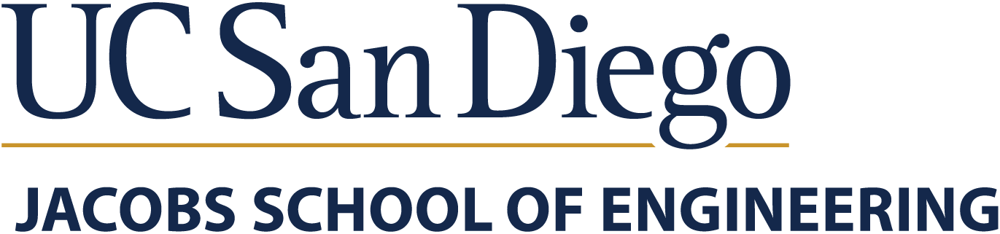 UC San Diego
JACOBS SCHOOL OF ENGINEERING